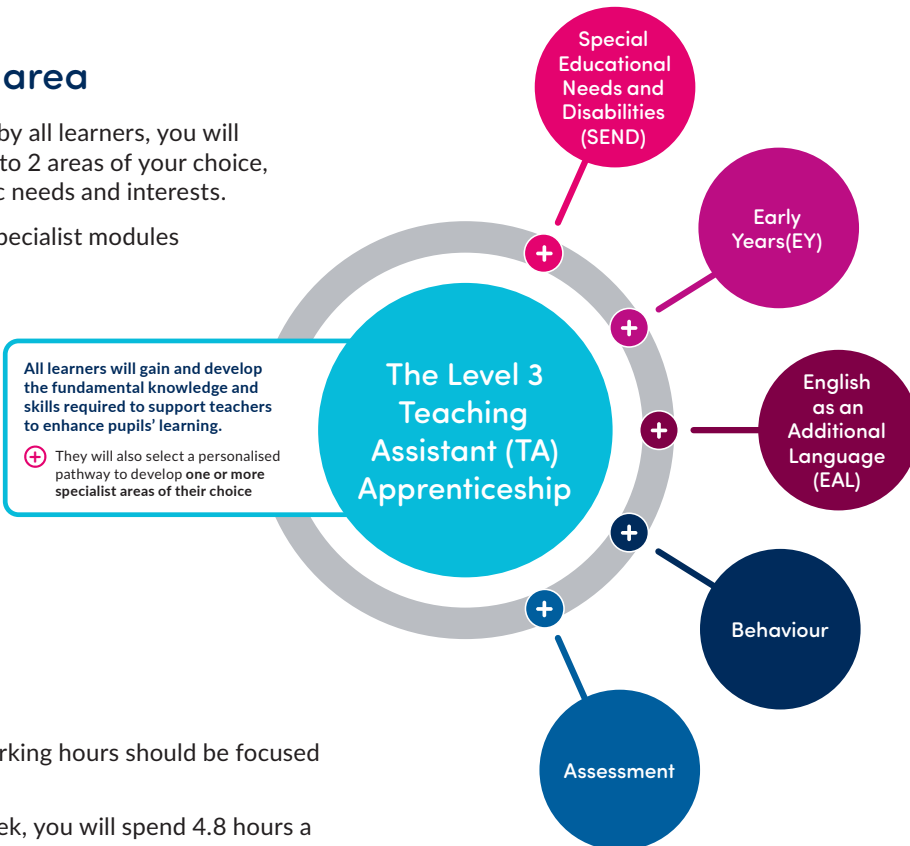 area
by all learners, you will
to 2 areas of your choice,
c needs and interests.
pecialist modules
All learners will gain and develop
the fundamental knowledge and
skills required to support teachers
to enhance pupils’ learning.
They will also select a personalised
pathway to develop one or more
specialist areas of their choice
The Level 3
Teaching
Assistant (TA)
Apprenticeship
Special
Educational
Needs and
Disabilities
(SEND)
Early
Years(EY)
English
as an
Additional
Language
(EAL)
Behaviour
Assessment
rking hours should be focused
ek, you will spend 4.8 hours a